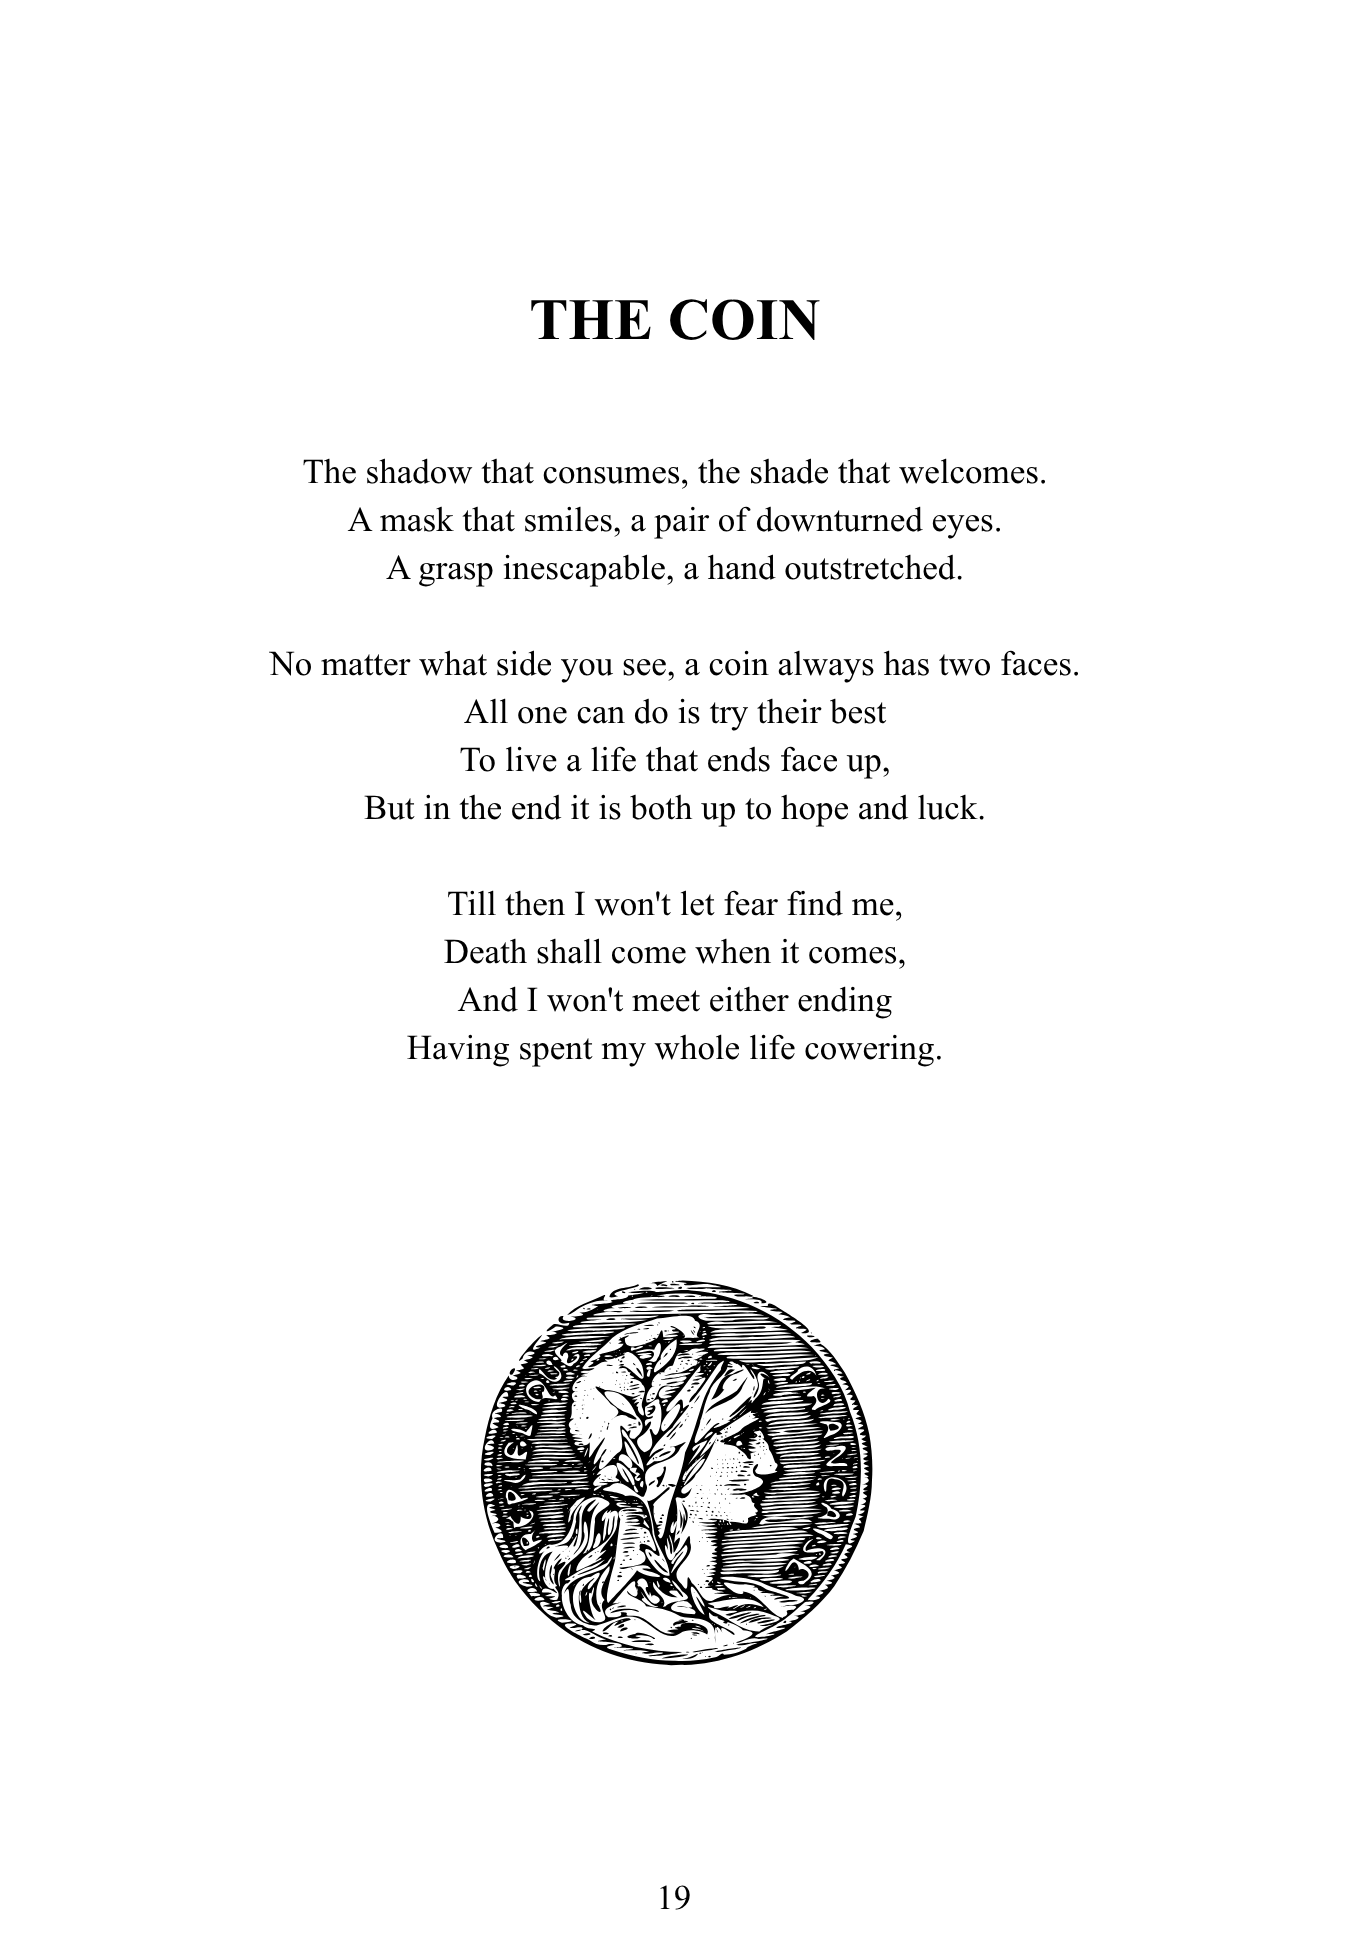 THE COIN
The shadow that consumes, the shade that welcomes.
A mask that smiles, a pair of downturned eyes.
A grasp inescapable, a hand outstretched.
No matter what side you see, a coin always has two faces.
All one can do is try their best
To live a life that ends face up,
But in the end it is both up to hope and luck.
Till then I won't let fear find me,
Death shall come when it comes,
And I won't meet either ending
Having spent my whole life cowering.
REPUBLIQUE
FRANÇAISE
19